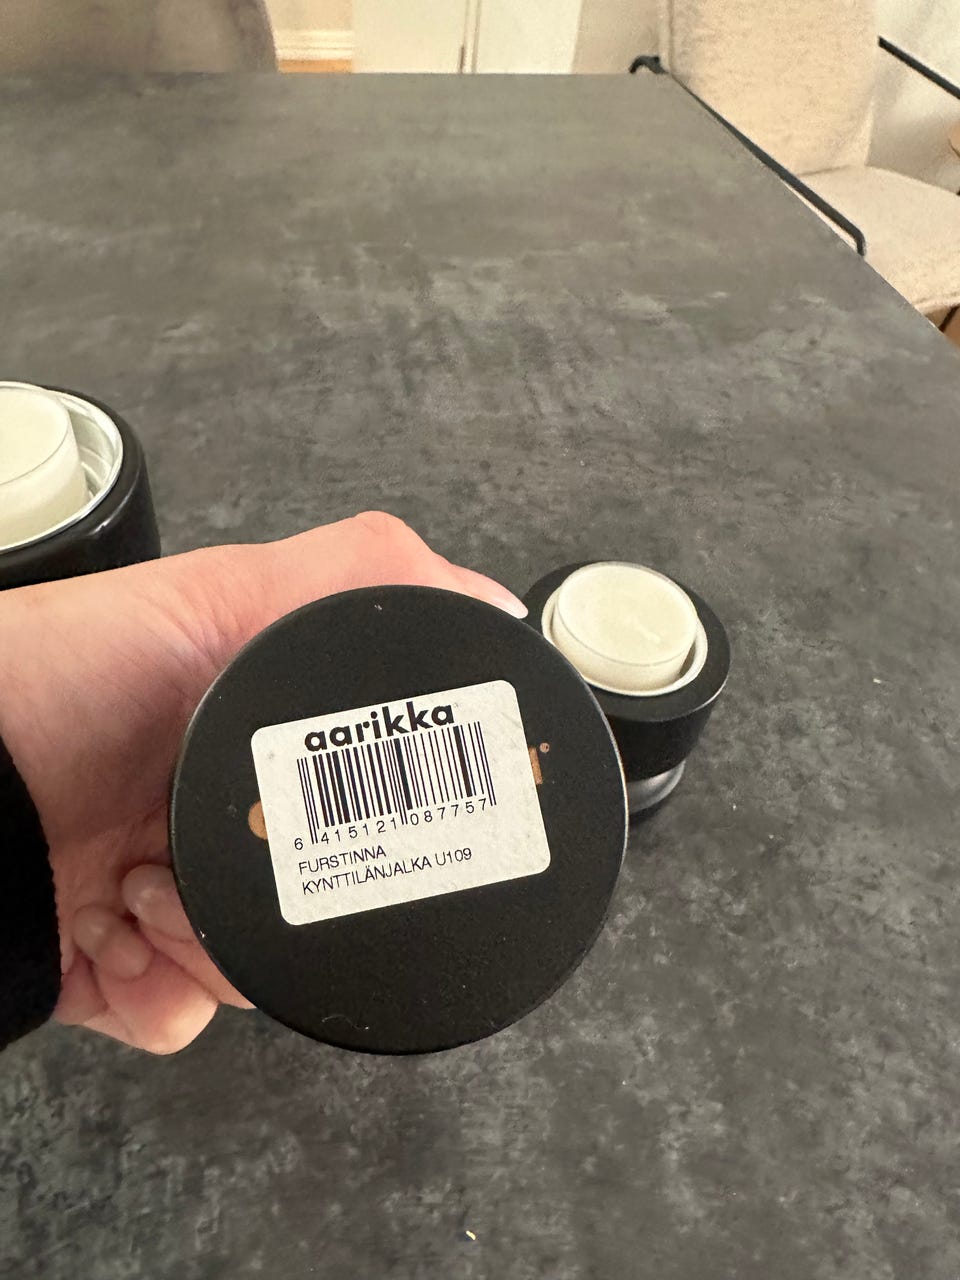 aarikka
6 415121 087757
FURSTINNA
KYNTTILÄNJALKA U109